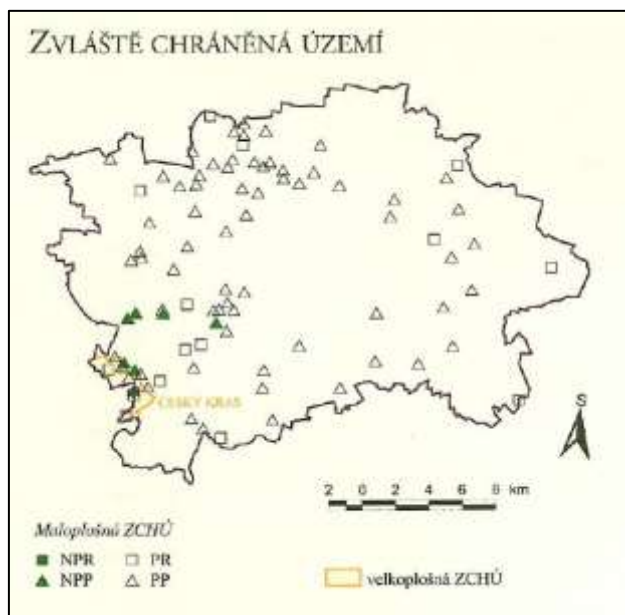 ZVLÁŠTĚ CHRÁNĚNÁ ÚZEMÍ
ČESKÝ KRAS
S
2 0 2 4 6 8 km
Maloplošná ZCHÚ
NPR PR
NPP PP
velkoplošná ZCHÚ